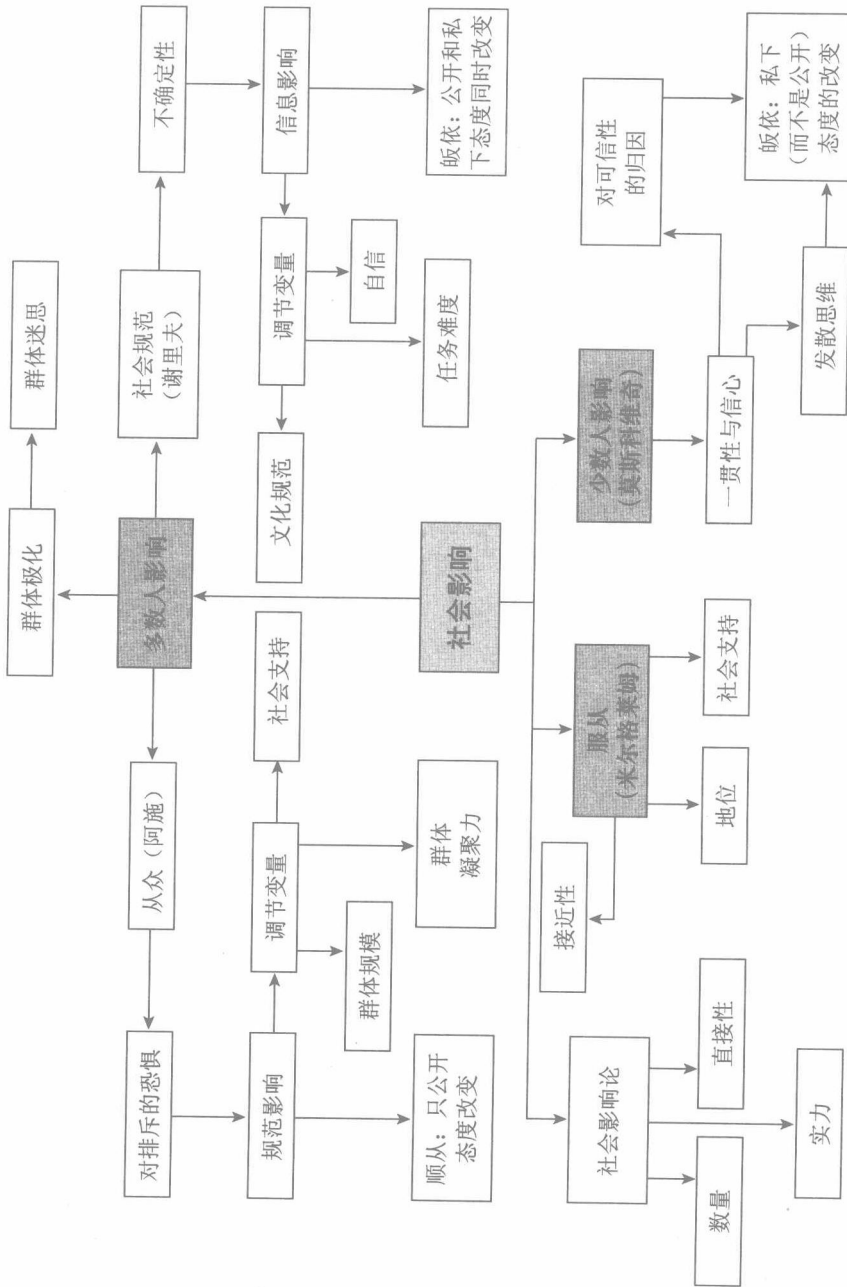 群体极化
群体迷思
多数人影响
从众（阿施）
社会规范
（谢里夫）
对排斥的恐惧
不确定性
规范影响
调节变量
社会支持
文化规范
调节变量
信息影响
群体规模
群体
凝聚力
任务难度
自信
顺从：只公开
态度改变
皈依：公开和私
下态度同时改变
社会影响
社会影响论
服从
（米尔格莱姆）
少数人影响
（莫斯科维奇）
接近性
对可信性
的归因
数量
实力
直接性
地位
社会支持
一贯性与信心
发散思维
皈依：私下
（而不是公开）
态度的改变